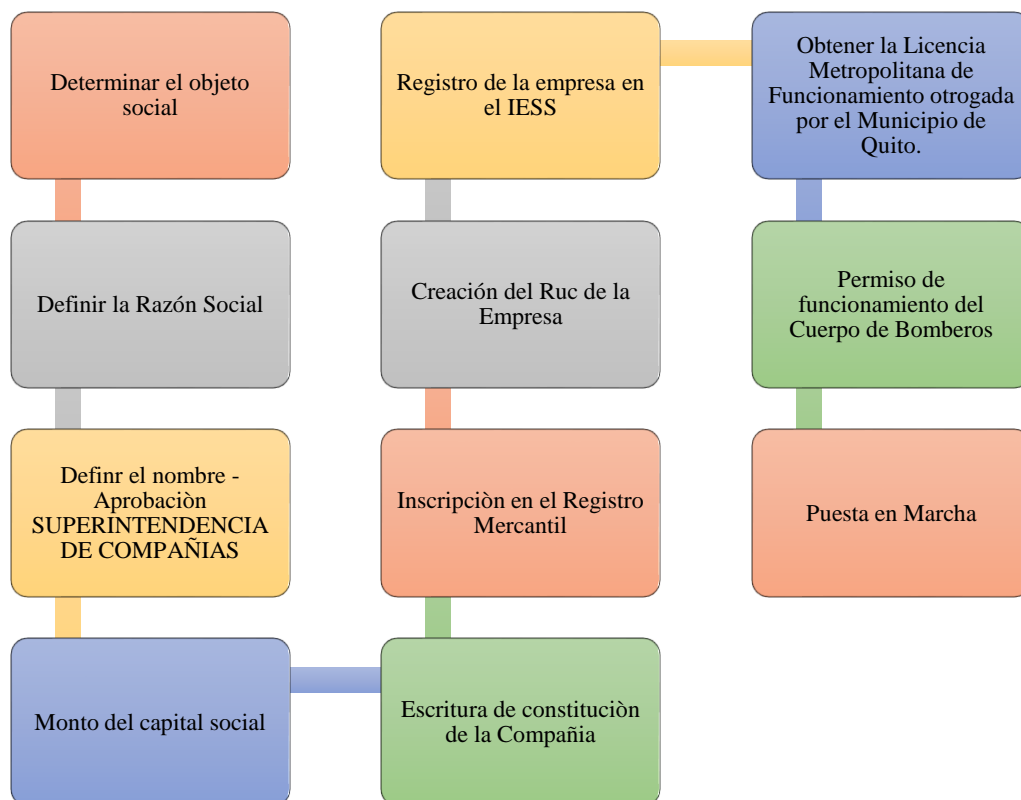 Determinar el objeto
social
Definir la Razón Social
Definr el nombre -
Aprobaciòn
SUPERINTENDENCIA
DE COMPAÑIAS
Monto del capital social
Escritura de constituciòn
de la Compañia
Inscripciòn en el Registro
Mercantil
Creación del Ruc de la
Empresa
Registro de la empresa en
el IESS
Obtener la Licencia
Metropolitana de
Funcionamiento otrogada
por el Municipio de
Quito.
Permiso de
funcionamiento del
Cuerpo de Bomberos
Puesta en Marcha